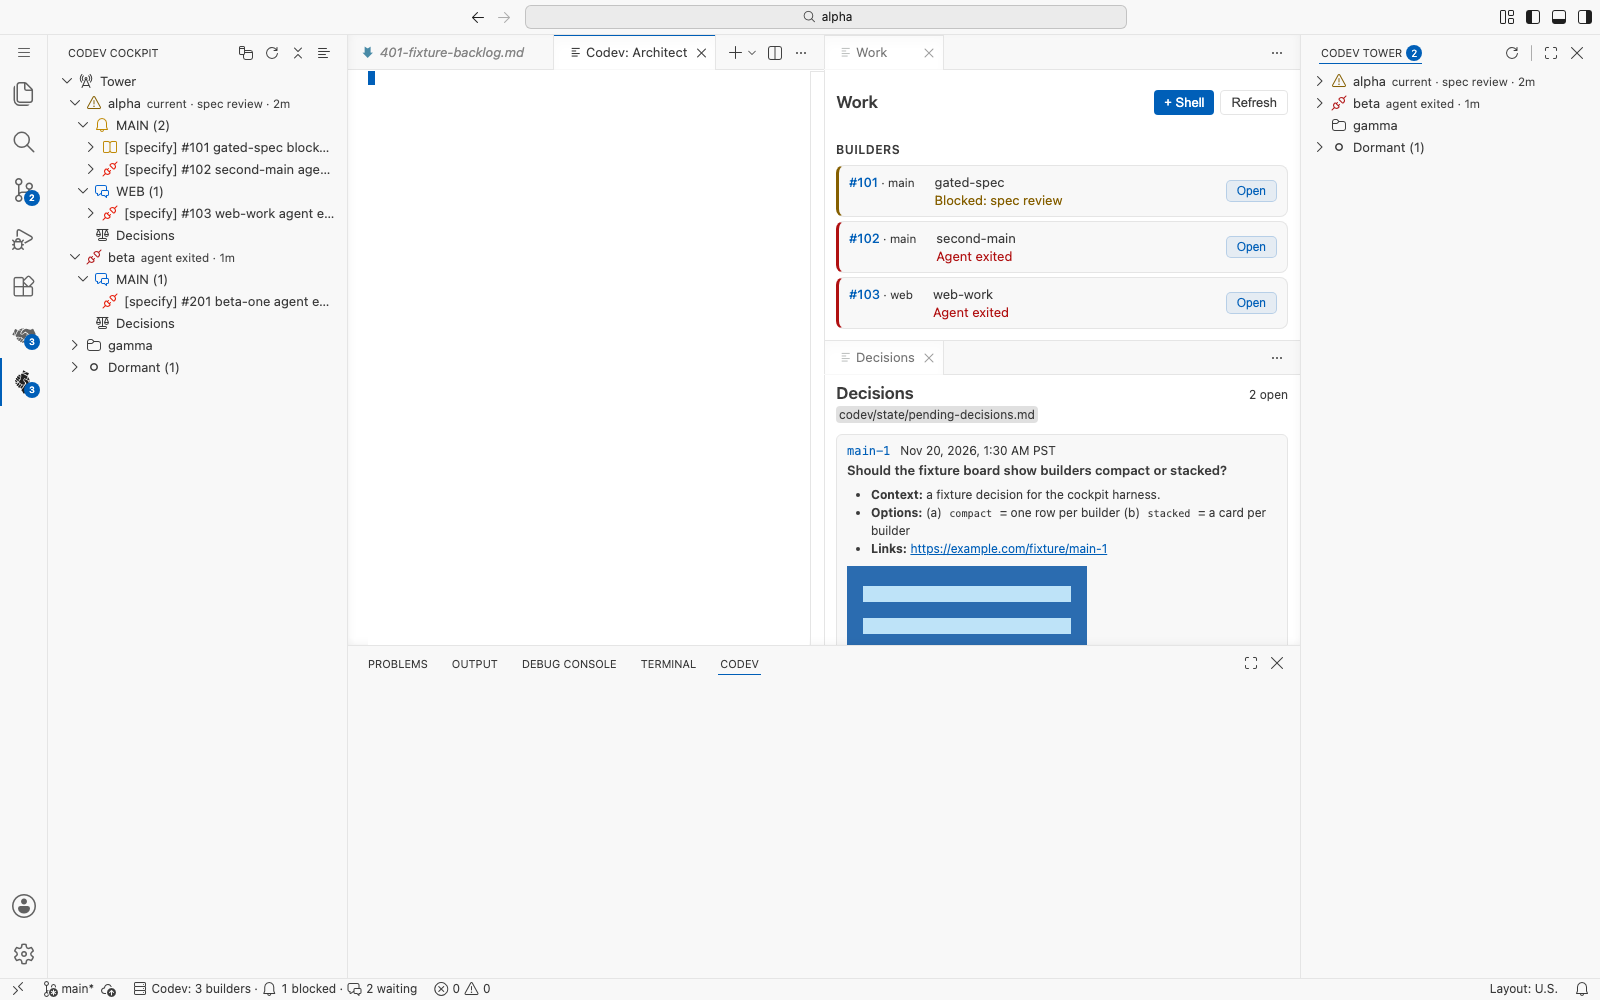 alpha
CODEV COCKPIT
Tower
alpha current · spec review · 2m
MAIN (2)
[specify] #101 gated-spec block...
[specify] #102 second-main age...
WEB (1)
[specify] #103 web-work agent e...
Decisions
beta agent exited · 1m
MAIN (1)
[specify] #201 beta-one agent e...
Decisions
gamma
Dormant (1)
2
3
3
401-fixture-backlog.md
Codev: Architect
Work
Work
+ Shell
Refresh
BUILDERS
#101 · main
gated-spec
Blocked: spec review
Open
#102 · main
second-main
Agent exited
Open
#103 · web
web-work
Agent exited
Open
Decisions
Decisions
2 open
codev/state/pending-decisions.md
main-1 Nov 20, 2026, 1:30 AM PST
Should the fixture board show builders compact or stacked?
• Context: a fixture decision for the cockpit harness.
• Options: (a) compact = one row per builder (b) stacked = a card per
builder
• Links: https://example.com/fixture/main-1
PROBLEMS
OUTPUT
DEBUG CONSOLE
TERMINAL
CODEV
CODEV TOWER 2
alpha current · spec review · 2m
beta agent exited · 1m
gamma
Dormant (1)
main*
Codev: 3 builders · 1 blocked · 2 waiting
0 0
Layout: U.S.